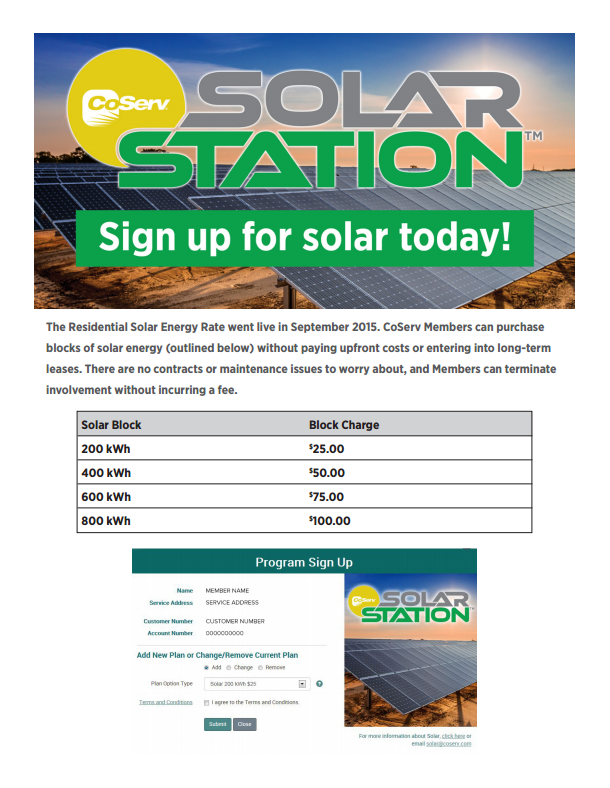 CoServ
SOLAR
STATION™
Sign up for solar today!
The Residential Solar Energy Rate went live in September 2015. CoServ Members can purchase
blocks of solar energy (outlined below) without paying upfront costs or entering into long-term
leases. There are no contracts or maintenance issues to worry about, and Members can terminate
involvement without incurring a fee.
Solar Block Block Charge
200 kWh $25.00
400 kWh $50.00
600 kWh $75.00
800 kWh $100.00
Program Sign Up
Name MEMBER NAME
Service Address SERVICE ADDRESS
Customer Number CUSTOMER NUMBER
Account Number 0000000000
Add New Plan or Change/Remove Current Plan
Add Change Remove
Plan Option Type Solar 200 kWh $25
Terms and Conditions I agree to the Terms and Conditions.
Submit Close
CoServ
SOLAR
STATION
For more information about Solar, click here or
email solar@coserv.com